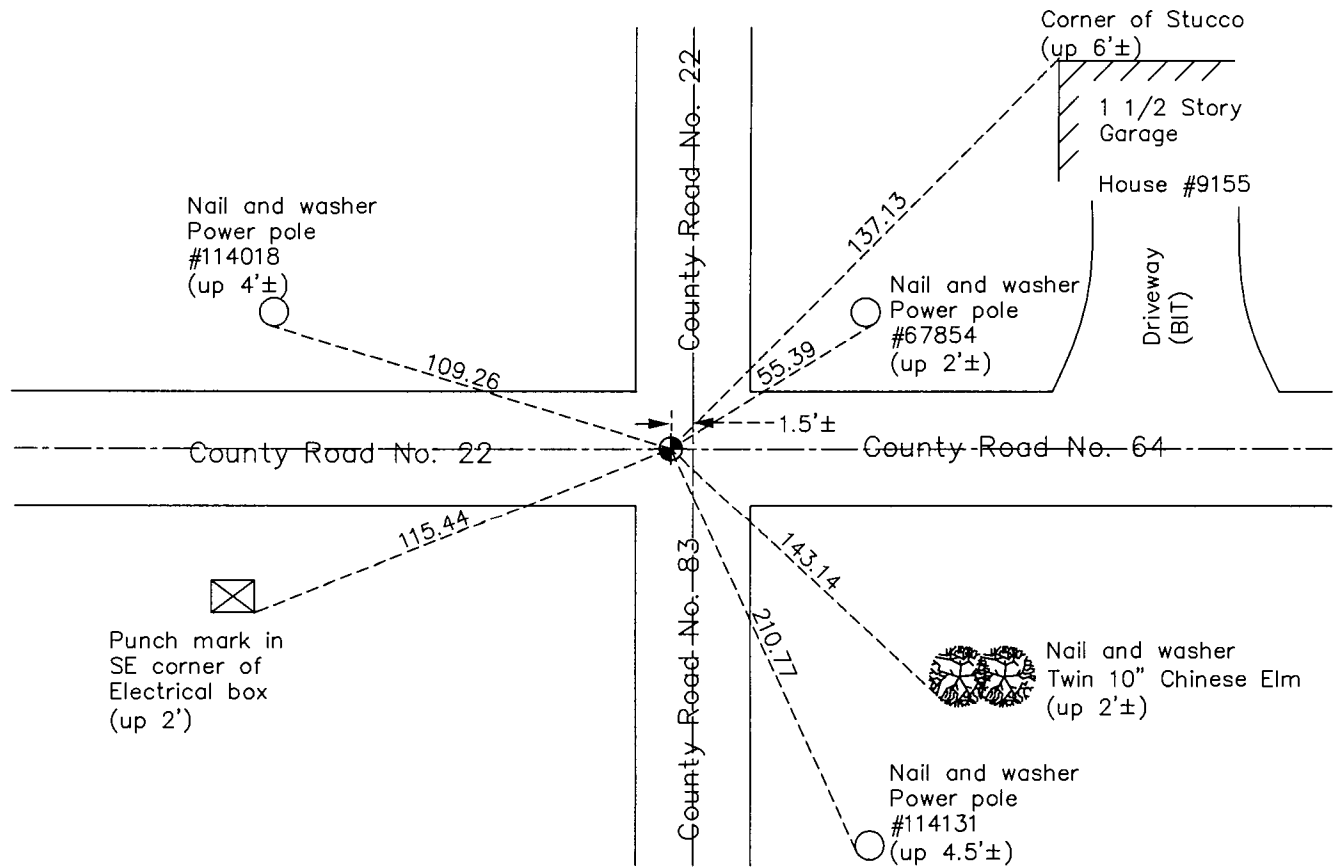 Corner of Stucco
(up 6'±)
1 1/2 Story
Garage
House #9155
Driveway
(BIT)
County Road No. 22
137.13
Nail and washer
Power pole
#114018
(up 4'±)
109.26
Nail and washer
Power pole
#67854
(up 2'±)
55.39
1.5'±
County Road No. 22
County Road No. 64
115.44
143.14
210.77
County Road No. 83
Punch mark in
SE corner of
Electrical box
(up 2')
Nail and washer
Twin 10" Chinese Elm
(up 2'±)
Nail and washer
Power pole
#114131
(up 4.5'±)